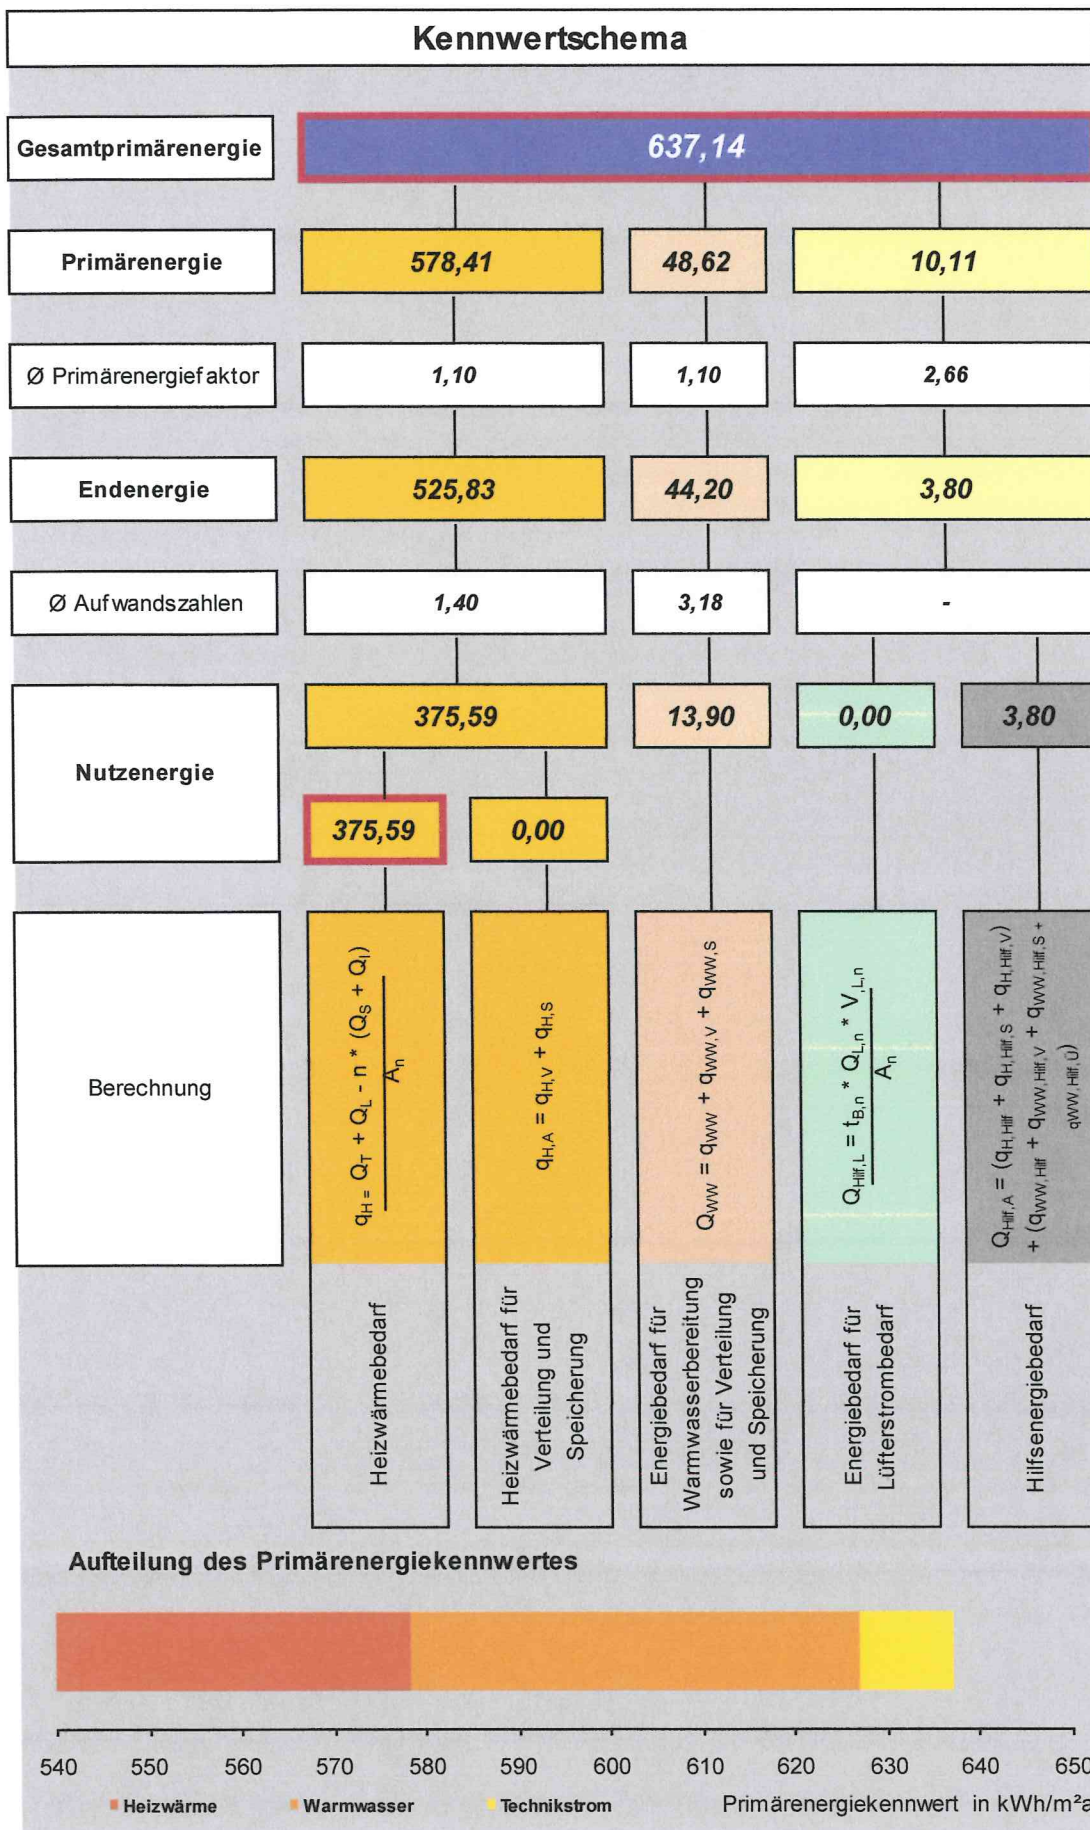 Kennwertschema
Gesamtprimärenergie 637,14
Primärenergie 578,41 48,62 10,11
Ø Primärenergiefaktor 1,10 1,10 2,66
Endenergie 525,83 44,20 3,80
Ø Aufwandszahlen 1,40 3,18 -
375,59 13,90 0,00 3,80
Nutzenergie
375,59 0,00
Berechnung
q_H = Q_T + Q_L - n * (Q_S + Q_I)
A_n
q_H,A = q_H,V + q_H,S
Q_WW = q_WW + q_WW,V + q_WW,S
Q_Hilf,L = t_B,n * Q_L,n * V_,L,n
A_n
Q_Hilf,A = (q_H,Hilf + q_H,Hilf,S + q_H,Hilf,V)
+ (q_WW,Hilf + q_WW,Hilf,V + q_WW,Hilf,S +
q_WW,Hilf,Ü)
Heizwärmebedarf
Heizwärmebedarf für
Verteilung und
Speicherung
Energiebedarf für
Warmwasserbereitung
sowie für Verteilung
und Speicherung
Energiebedarf für
Lüfterstrombedarf
Hilfsenergiebedarf
Aufteilung des Primärenergiekennwertes
540 550 560 570 580 590 600 610 620 630 640 650
Heizwärme Warmwasser Technikstrom Primärenergiekennwert in kWh/m²a